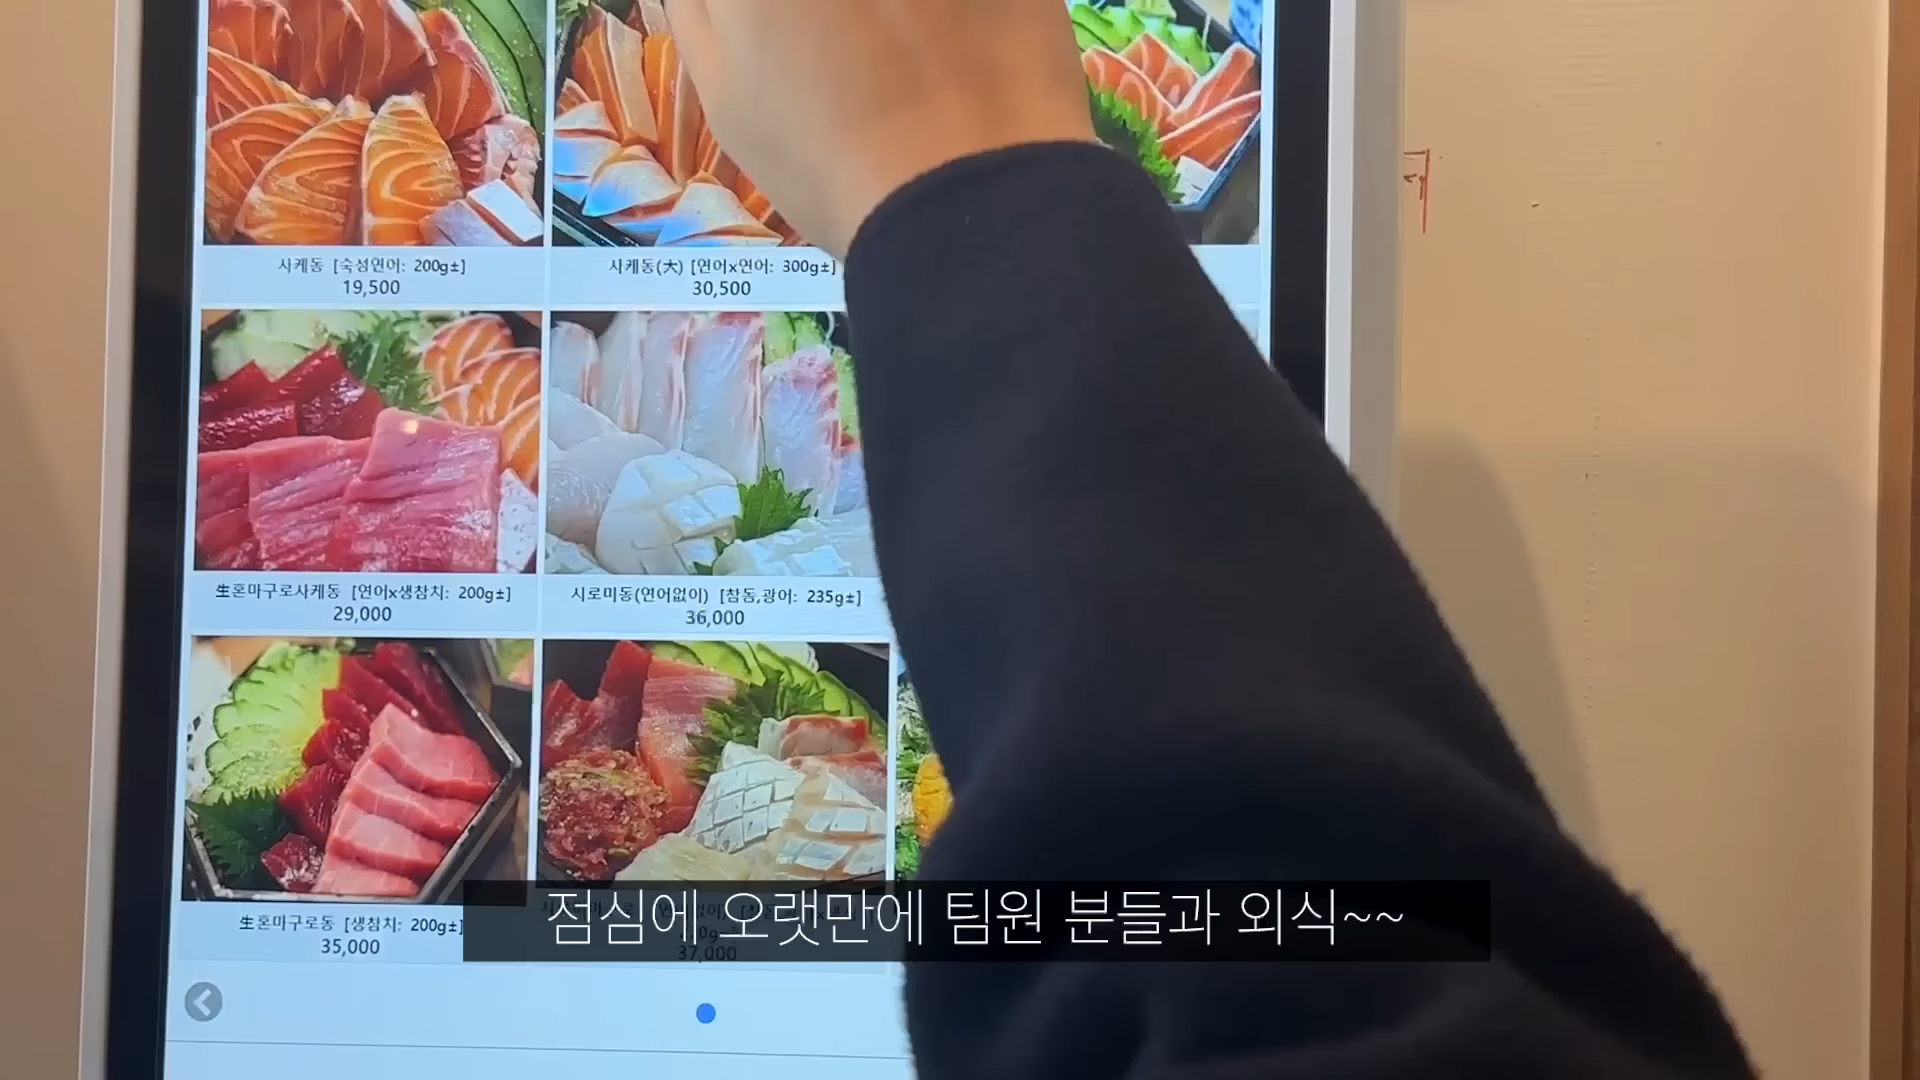 사케동 [숙성연어: 200g±]
19,500
사케동(大) [연어x연어: 300g±]
30,500
生혼마구로사케동 [연어x생참치: 200g±]
29,000
시로미동(연어없이) [참돔,광어: 235g±]
36,000
生혼마구로동 [생참치: 200g±]
35,000
37,000
점심에 오랫만에 팀원 분들과 외식~~